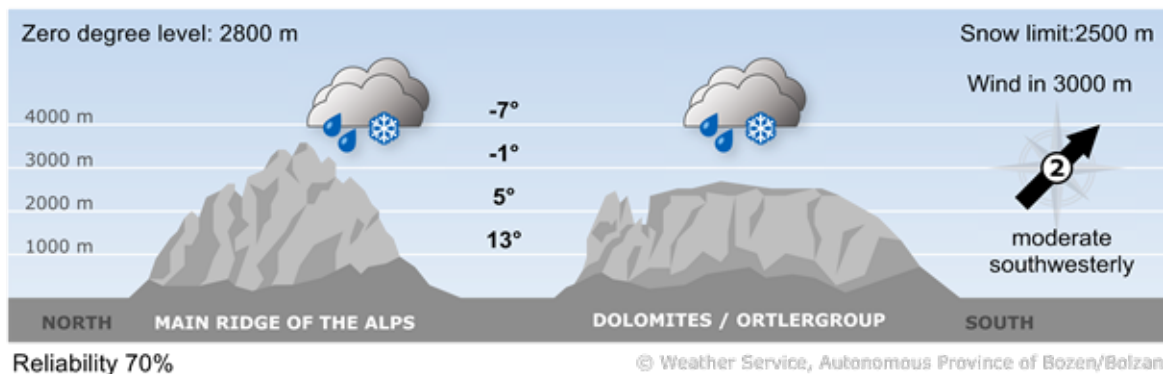 Zero degree level: 2800 m
Snow limit:2500 m
Wind in 3000 m
4000 m
-7°
3000 m
-1°
2
2000 m
5°
1000 m
13°
moderate
southwesterly
NORTH
MAIN RIDGE OF THE ALPS
DOLOMITES / ORTLERGROUP
SOUTH
Reliability 70%
© Weather Service, Autonomous Province of Bozen/Bolzan